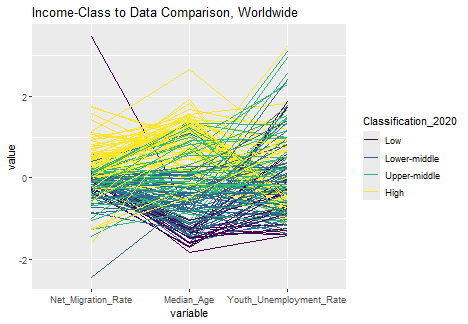 Income-Class to Data Comparison, Worldwide
value
2
0
-2
Net_Migration_Rate
Median_Age
Youth_Unemployment_Rate
variable
Classification_2020
Low
Lower-middle
Upper-middle
High